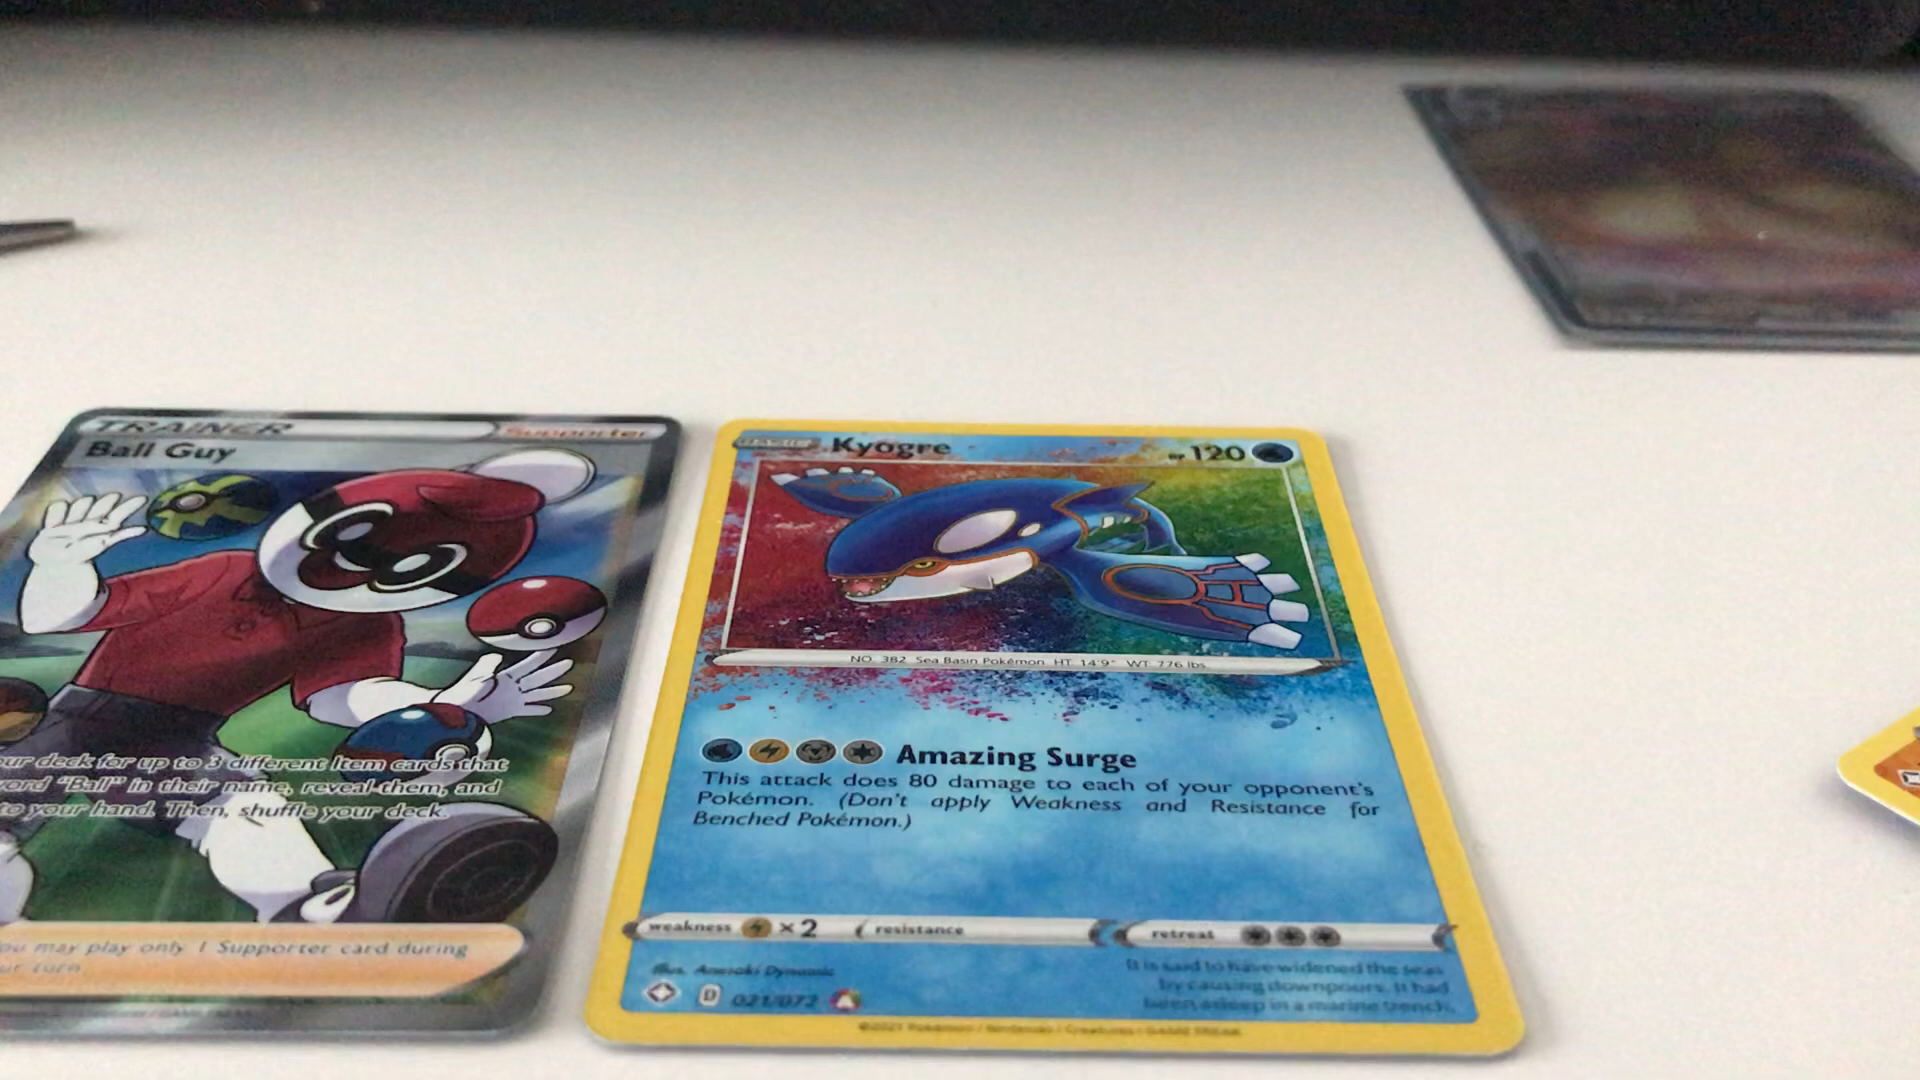 TRAINER
Supporter
Ball Guy
our deck for up to 3 different Item cards that
word "Ball" in their name, reveal them, and
to your hand. Then, shuffle your deck.
You may play only 1 Supporter card during
your turn.
BASIC
Kyogre
HP 120
NO. 382 Sea Basin Pokémon HT: 14'9" WT: 776 lbs.
Amazing Surge
This attack does 80 damage to each of your opponent's
Pokémon. (Don't apply Weakness and Resistance for
Benched Pokémon.)
weakness ×2 resistance retreat
Illus. Anesaki Dynamic
D 021/072
It is said to have widened the seas
by causing downpours. It had
been asleep in a marine trench.
©2021 Pokémon / Nintendo / Creatures / GAME FREAK